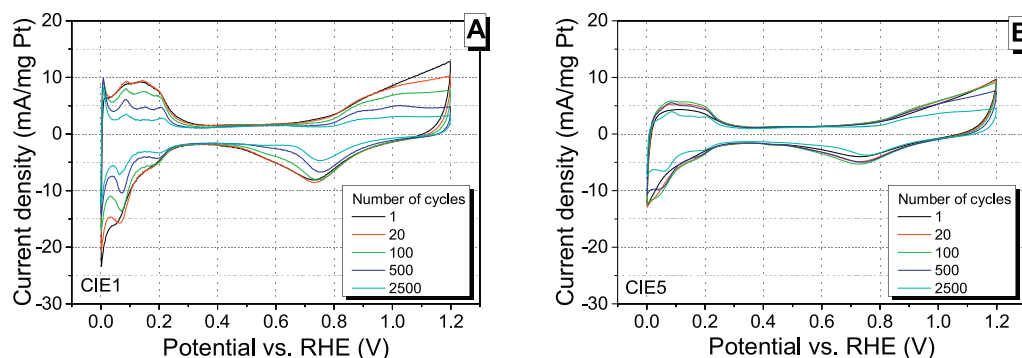 A
Current density (mA/mg Pt)
20
10
0
-10
-20
-30
Number of cycles
1
20
100
500
2500
CIE1
0.0 0.2 0.4 0.6 0.8 1.0 1.2
Potential vs. RHE (V)
Current density (mA/mg Pt)
20
10
0
-10
-20
-30
Number of cycles
1
20
100
500
2500
CIE5
0.0 0.2 0.4 0.6 0.8 1.0 1.2
Potential vs. RHE (V)